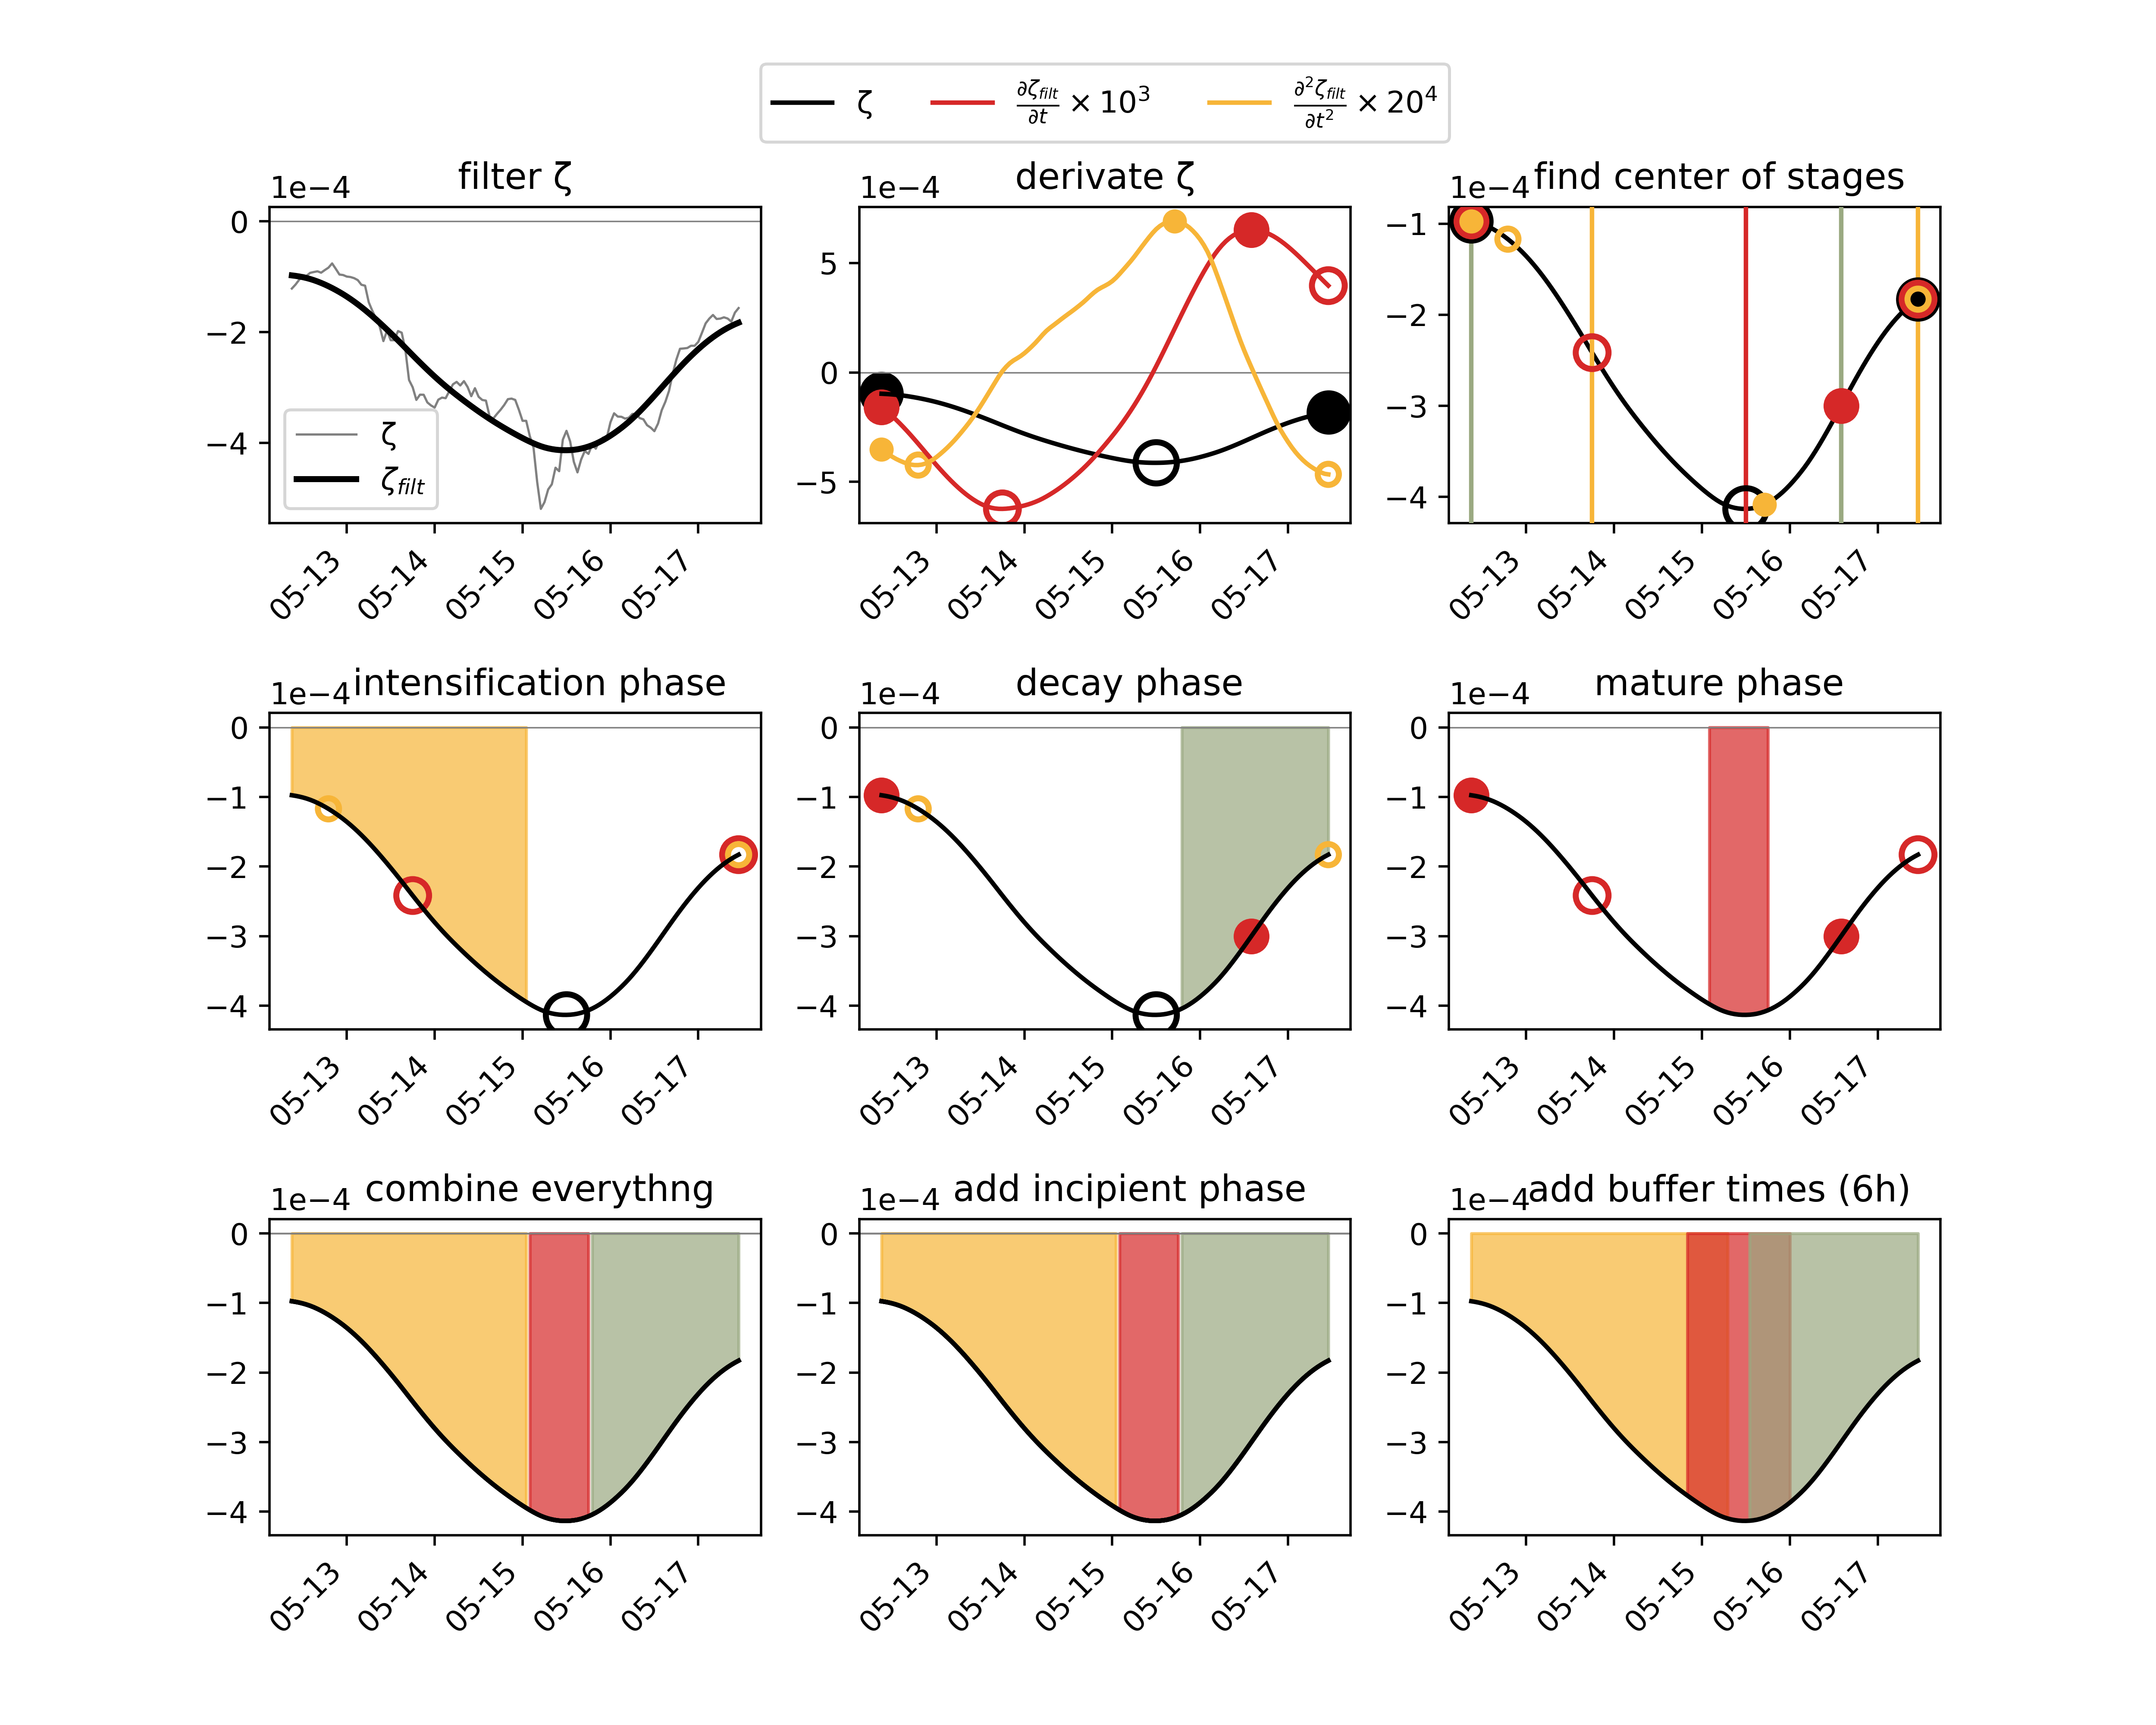 ζ ∂ζ_filt/∂t × 10³ ∂²ζ_filt/∂t² × 20⁴
filter ζ
1e−4
0
−2
−4
ζ
ζ_filt
05-13 05-14 05-15 05-16 05-17
derivate ζ
1e−4
5
0
−5
05-13 05-14 05-15 05-16 05-17
find center of stages
1e−4
−1
−2
−3
−4
05-13 05-14 05-15 05-16 05-17
intensification phase
1e−4
0
−1
−2
−3
−4
05-13 05-14 05-15 05-16 05-17
decay phase
1e−4
0
−1
−2
−3
−4
05-13 05-14 05-15 05-16 05-17
mature phase
1e−4
0
−1
−2
−3
−4
05-13 05-14 05-15 05-16 05-17
combine everythng
1e−4
0
−1
−2
−3
−4
05-13 05-14 05-15 05-16 05-17
add incipient phase
1e−4
0
−1
−2
−3
−4
05-13 05-14 05-15 05-16 05-17
add buffer times (6h)
1e−4
0
−1
−2
−3
−4
05-13 05-14 05-15 05-16 05-17